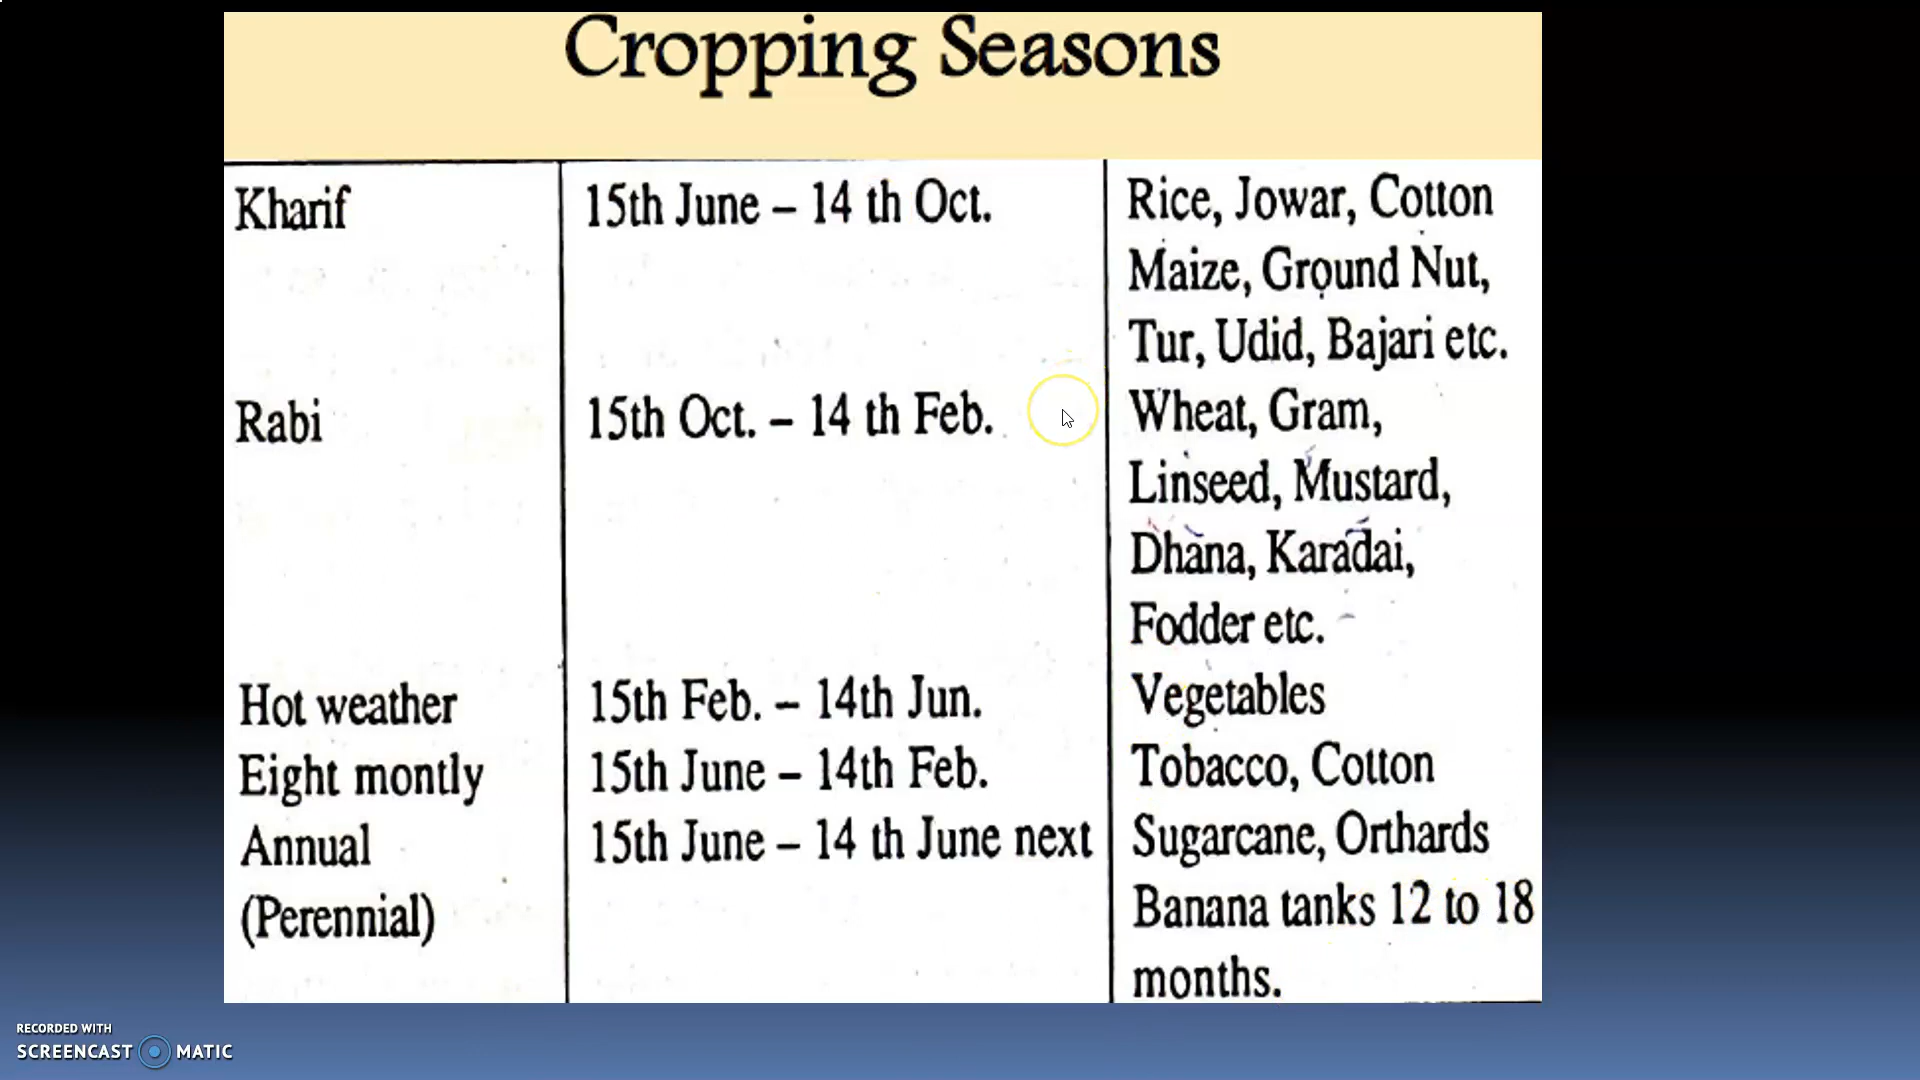 Cropping Seasons
Kharif 15th June – 14 th Oct. Rice, Jowar, Cotton
Maize, Ground Nut,
Tur, Udid, Bajari etc.
Rabi 15th Oct. – 14 th Feb. Wheat, Gram,
Linseed, Mustard,
Dhana, Karadai,
Fodder etc.
Hot weather 15th Feb. – 14th Jun. Vegetables
Eight montly 15th June – 14th Feb. Tobacco, Cotton
Annual 15th June – 14 th June next Sugarcane, Orthards
(Perennial) Banana tanks 12 to 18
months.
RECORDED WITH
SCREENCAST MATIC